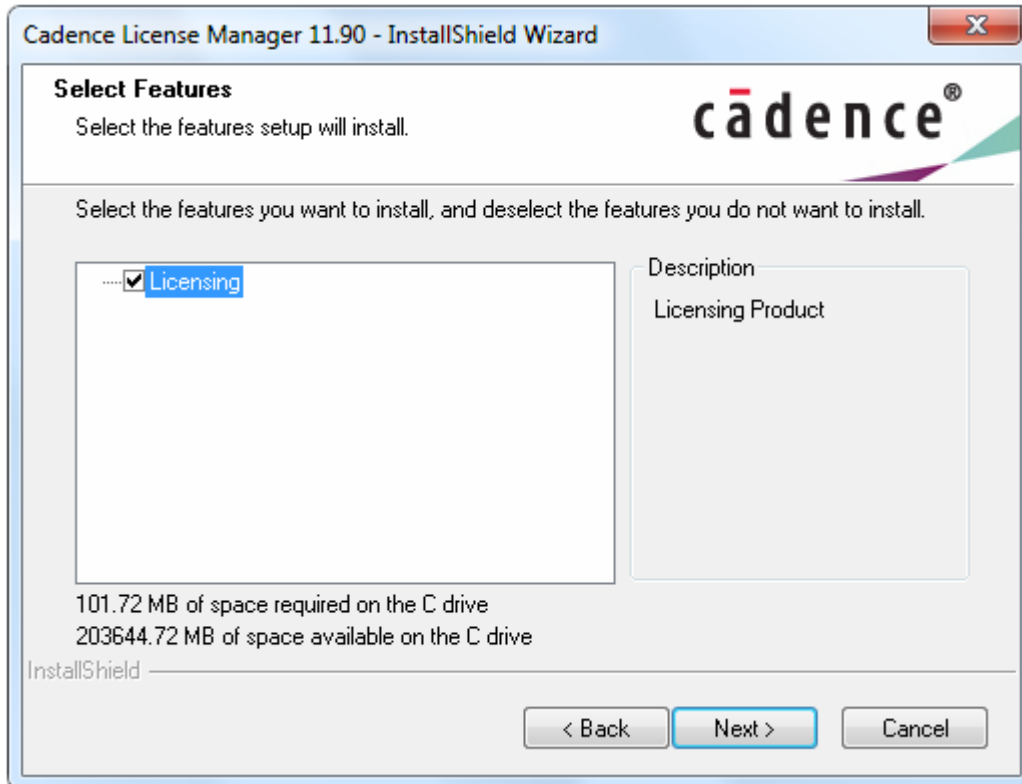 Cadence License Manager 11.90 - InstallShield Wizard
Select Features
Select the features setup will install.
cādence®
Select the features you want to install, and deselect the features you do not want to install.
Licensing
Description
Licensing Product
101.72 MB of space required on the C drive
203644.72 MB of space available on the C drive
InstallShield
< Back
Next >
Cancel